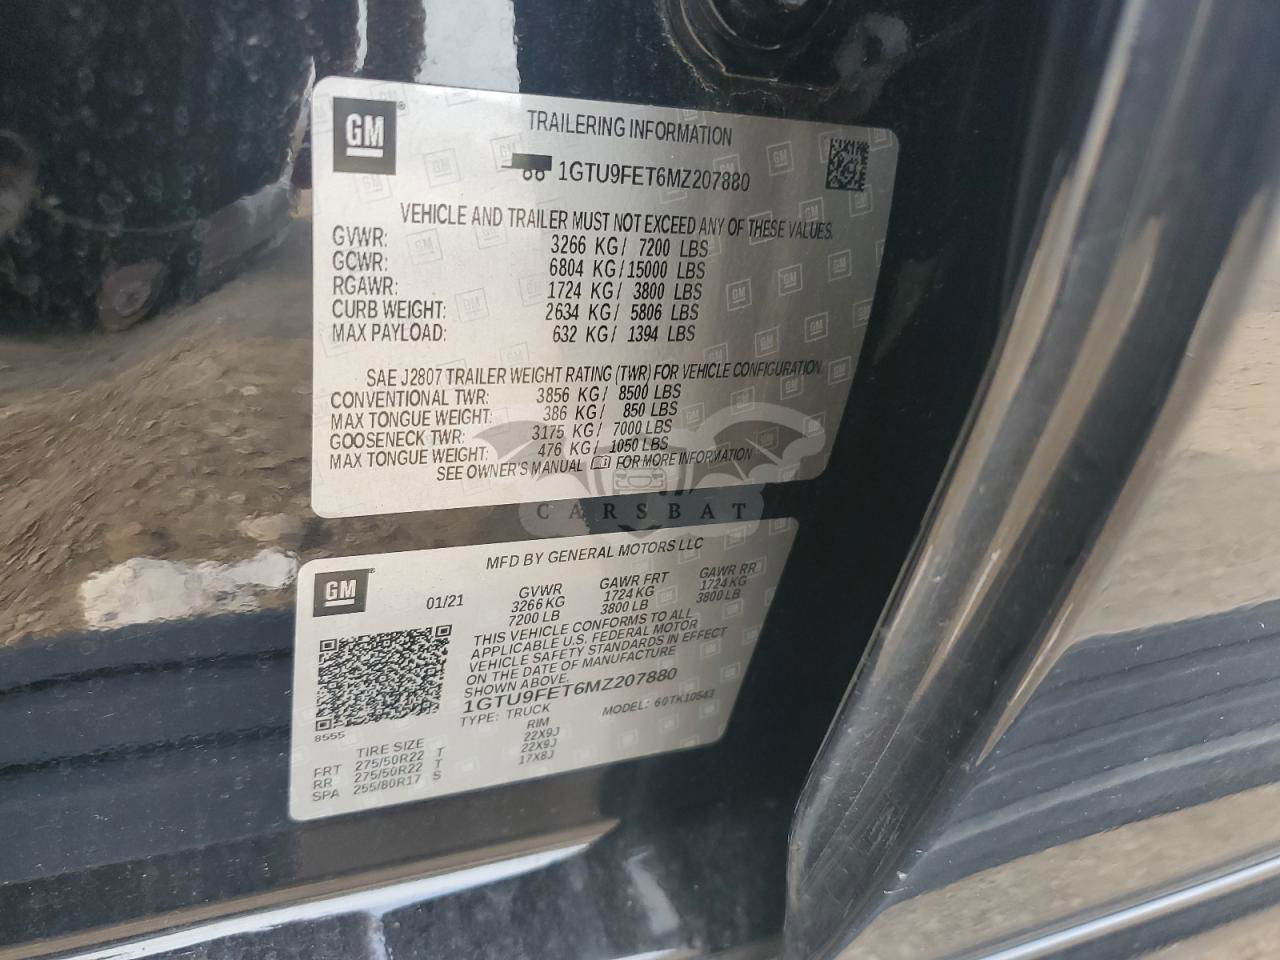 GM
TRAILERING INFORMATION
1GTU9FET6MZ207880
VEHICLE AND TRAILER MUST NOT EXCEED ANY OF THESE VALUES.
GVWR: 3266 KG/ 7200 LBS
GCWR: 6804 KG/15000 LBS
RGAWR: 1724 KG/ 3800 LBS
CURB WEIGHT: 2634 KG/ 5806 LBS
MAX PAYLOAD: 632 KG/ 1394 LBS
SAE J2807 TRAILER WEIGHT RATING (TWR) FOR VEHICLE CONFIGURATION.
CONVENTIONAL TWR: 3856 KG/ 8500 LBS
MAX TONGUE WEIGHT: 386 KG/ 850 LBS
GOOSENECK TWR: 3175 KG/ 7000 LBS
MAX TONGUE WEIGHT: 476 KG/ 1050 LBS
SEE OWNER'S MANUAL FOR MORE INFORMATION
CARSBAT
MFD BY GENERAL MOTORS LLC
GM
01/21
GVWR GAWR FRT GAWR RR
3266 KG 1724 KG 1724 KG
7200 LB 3800 LB 3800 LB
THIS VEHICLE CONFORMS TO ALL
APPLICABLE U.S. FEDERAL MOTOR
VEHICLE SAFETY STANDARDS IN EFFECT
ON THE DATE OF MANUFACTURE
SHOWN ABOVE.
1GTU9FET6MZ207880
TYPE: TRUCK MODEL: 60TK10543
8555
TIRE SIZE RIM
FRT 275/50R22 T 22X9J
RR 275/50R22 T 22X9J
SPA 255/80R17 S 17X8J